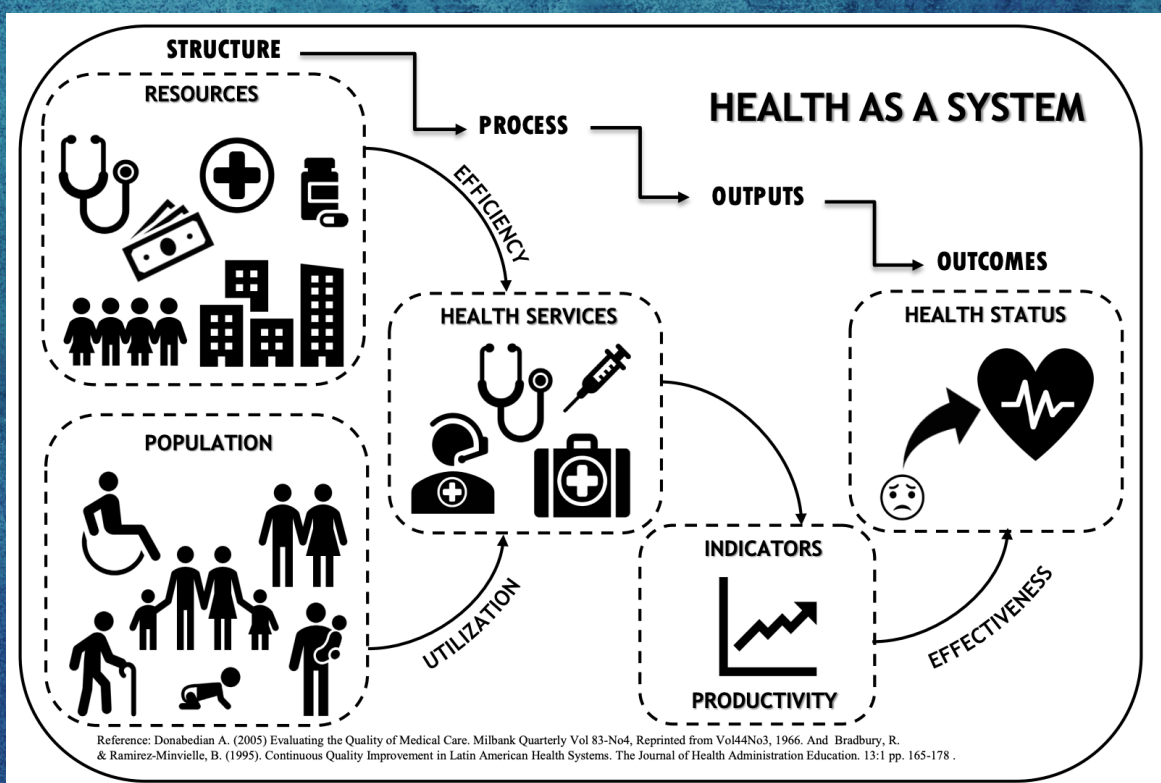 STRUCTURE
RESOURCES
HEALTH AS A SYSTEM
PROCESS
EFFICIENCY
OUTPUTS
OUTCOMES
HEALTH SERVICES
HEALTH STATUS
POPULATION
UTILIZATION
INDICATORS
PRODUCTIVITY
EFFECTIVENESS
Reference: Donabedian A. (2005) Evaluating the Quality of Medical Care. Milbank Quarterly Vol 83-No4, Reprinted from Vol44No3, 1966. And Bradbury, R.
& Ramirez-Minvielle, B. (1995). Continuous Quality Improvement in Latin American Health Systems. The Journal of Health Administration Education. 13:1 pp. 165-178 .